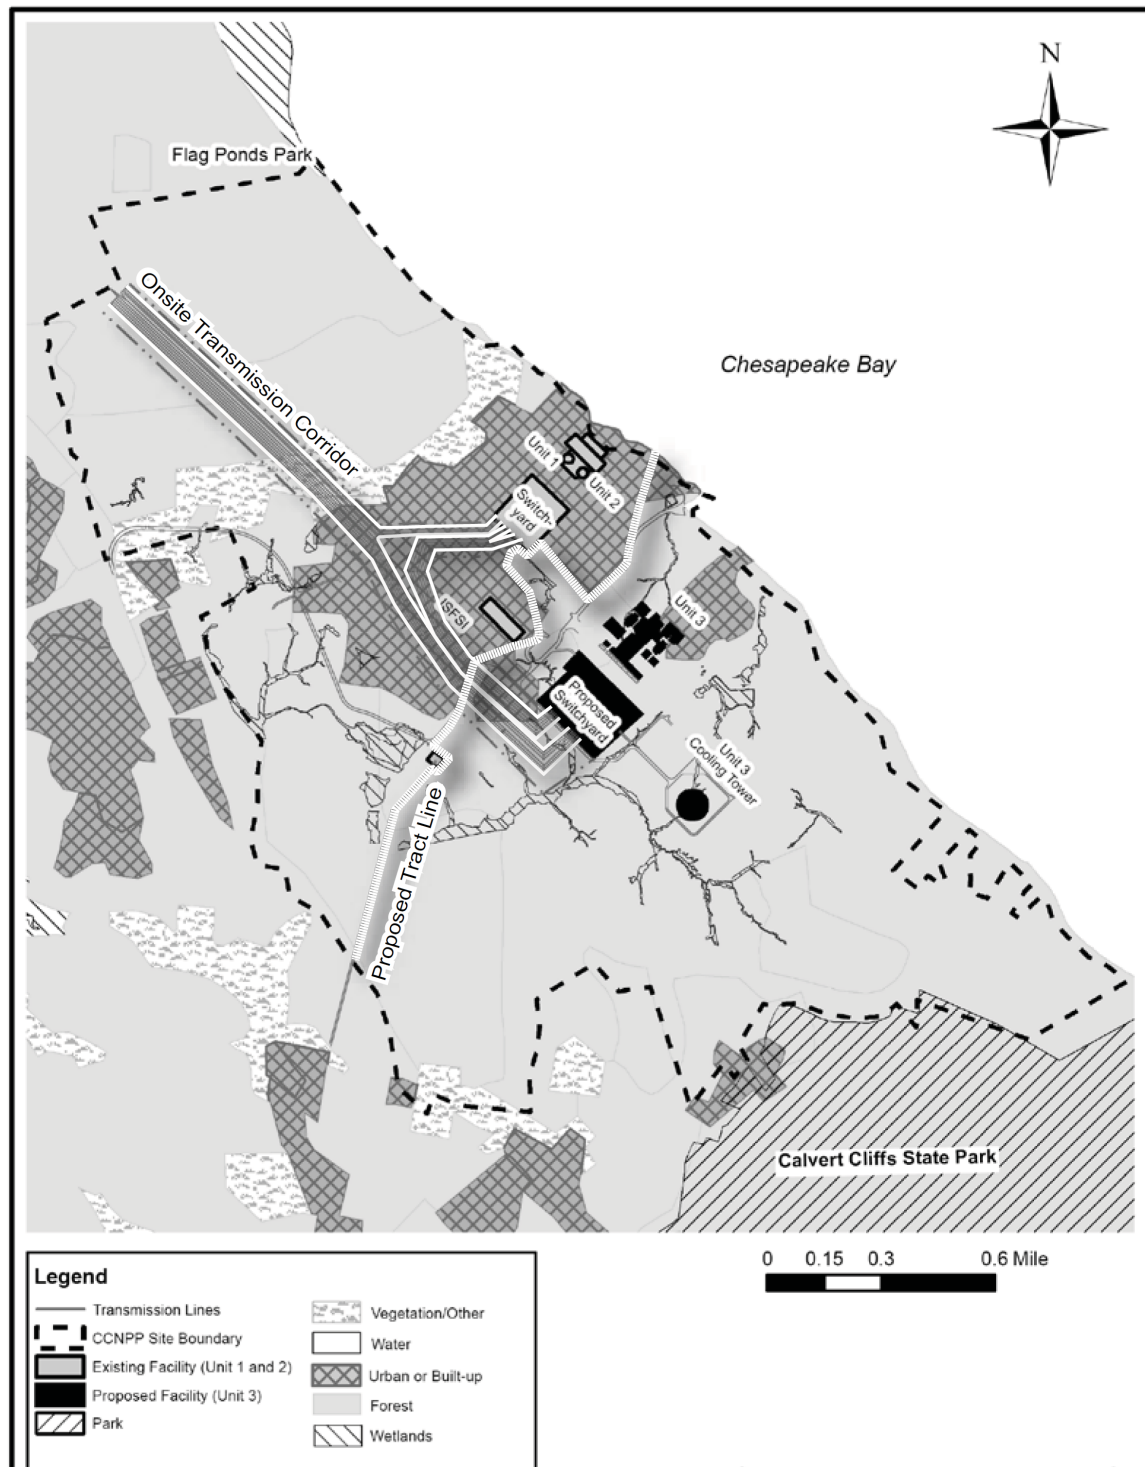 N
Flag Ponds Park
Onsite Transmission Corridor
Chesapeake Bay
Unit 1
Unit 2
Switch-
yard
ISFSI
Unit 3
Proposed
Switchyard
Unit 3
Cooling Tower
Proposed Tract Line
Calvert Cliffs State Park
0 0.15 0.3 0.6 Mile
Legend
Transmission Lines
CCNPP Site Boundary
Existing Facility (Unit 1 and 2)
Proposed Facility (Unit 3)
Park
Vegetation/Other
Water
Urban or Built-up
Forest
Wetlands